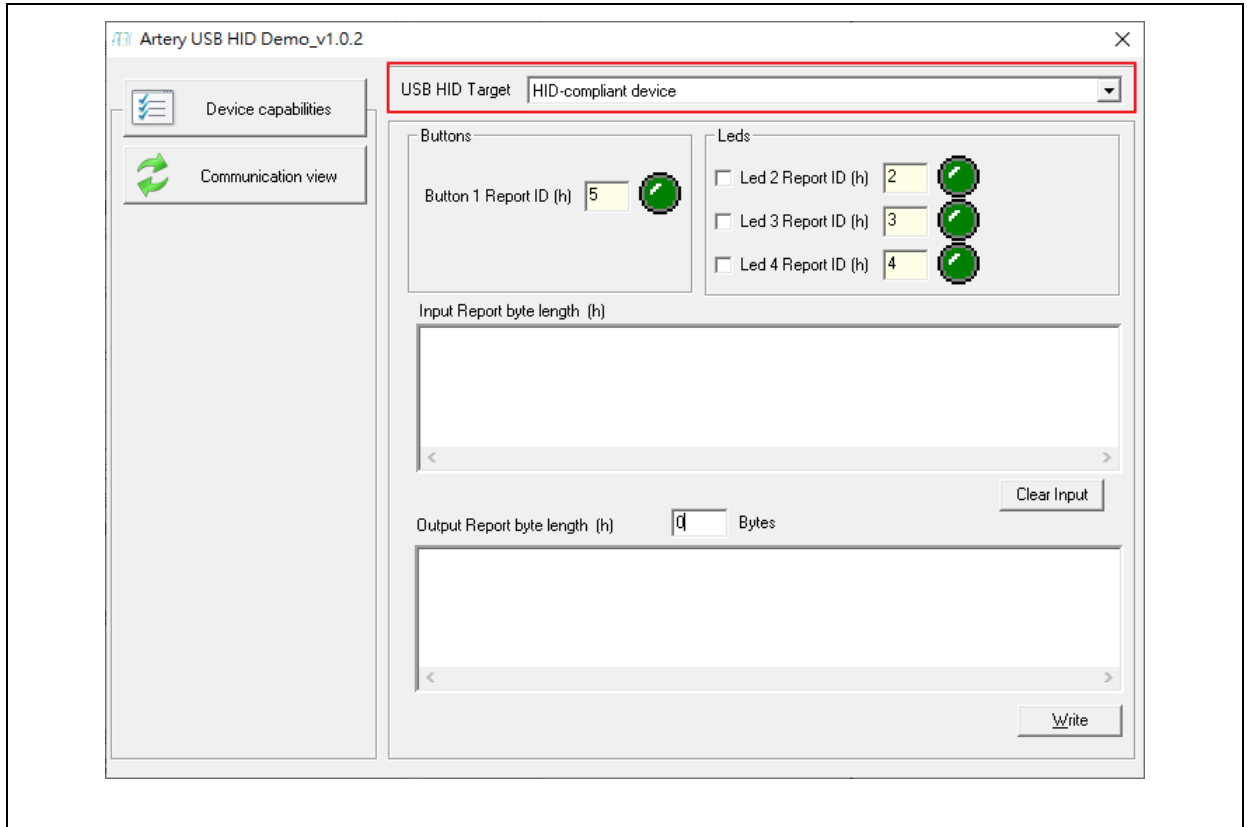 Artery USB HID Demo_v1.0.2
Device capabilities
Communication view
USB HID Target HID-compliant device
Buttons
Button 1 Report ID (h) 5
Leds
Led 2 Report ID (h) 2
Led 3 Report ID (h) 3
Led 4 Report ID (h) 4
Input Report byte length (h)
Clear Input
Output Report byte length (h) 0 Bytes
Write